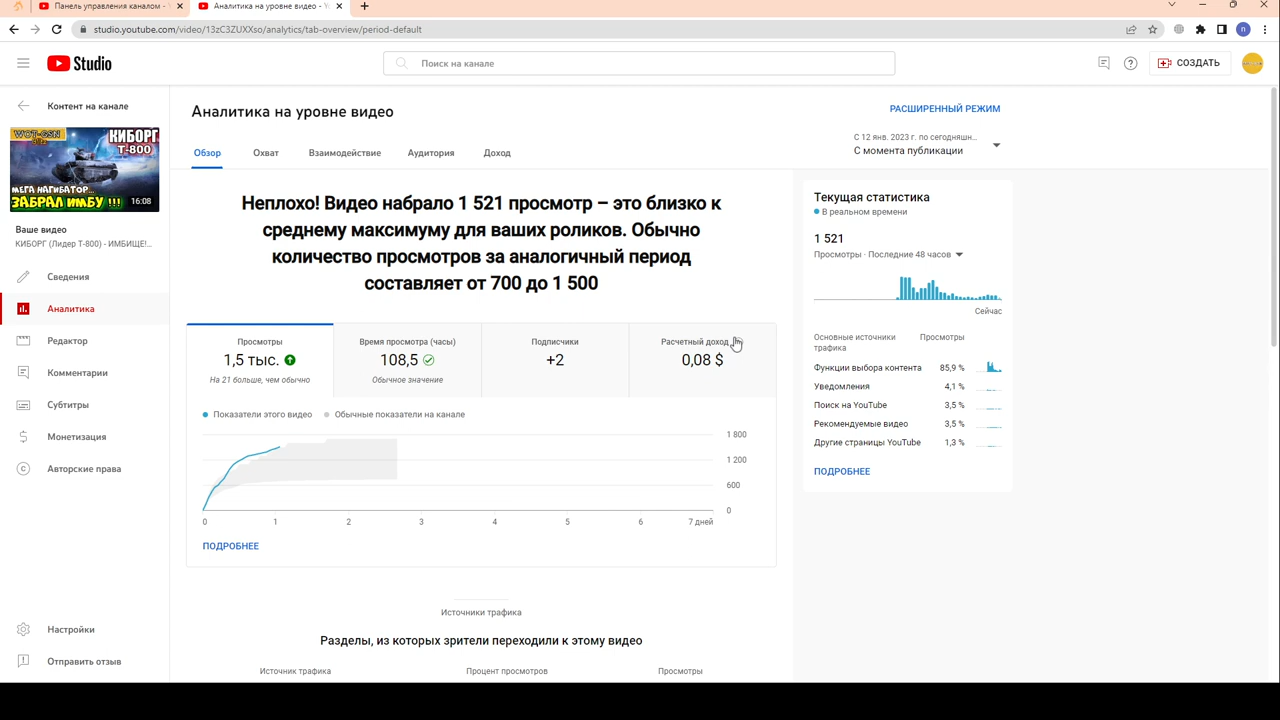 Панель управления каналом -
Аналитика на уровне видео - Yo
studio.youtube.com/video/13zC3ZUXXso/analytics/tab-overview/period-default
n
Studio
Поиск на канале
СОЗДАТЬ
Контент на канале
WOT-GSN
КИБОРГ
T-800
МЕГА НАГИБАТОР...
ЗАБРАЛ ИМБУ !!!
16:08
Ваше видео
КИБОРГ (Лидер Т-800) - ИМБИЩЕ!...
Сведения
Аналитика
Редактор
Комментарии
Субтитры
Монетизация
Авторские права
Настройки
Отправить отзыв
Аналитика на уровне видео
РАСШИРЕННЫЙ РЕЖИМ
Обзор
Охват
Взаимодействие
Аудитория
Доход
С 12 янв. 2023 г. по сегодняшн...
С момента публикации
Неплохо! Видео набрало 1 521 просмотр – это близко к
среднему максимуму для ваших роликов. Обычно
количество просмотров за аналогичный период
составляет от 700 до 1 500
Просмотры
1,5 тыс.
На 21 больше, чем обычно
Время просмотра (часы)
108,5
Обычное значение
Подписчики
+2
Расчетный доход
0,08 $
Показатели этого видео
Обычные показатели на канале
1 800
1 200
600
0
0 1 2 3 4 5 6 7 дней
ПОДРОБНЕЕ
Источники трафика
Разделы, из которых зрители переходили к этому видео
Источник трафика
Процент просмотров
Просмотры
Текущая статистика
В реальном времени
1 521
Просмотры · Последние 48 часов
Сейчас
Основные источники
трафика
Просмотры
Функции выбора контента 85,9 %
Уведомления 4,1 %
Поиск на YouTube 3,5 %
Рекомендуемые видео 3,5 %
Другие страницы YouTube 1,3 %
ПОДРОБНЕЕ